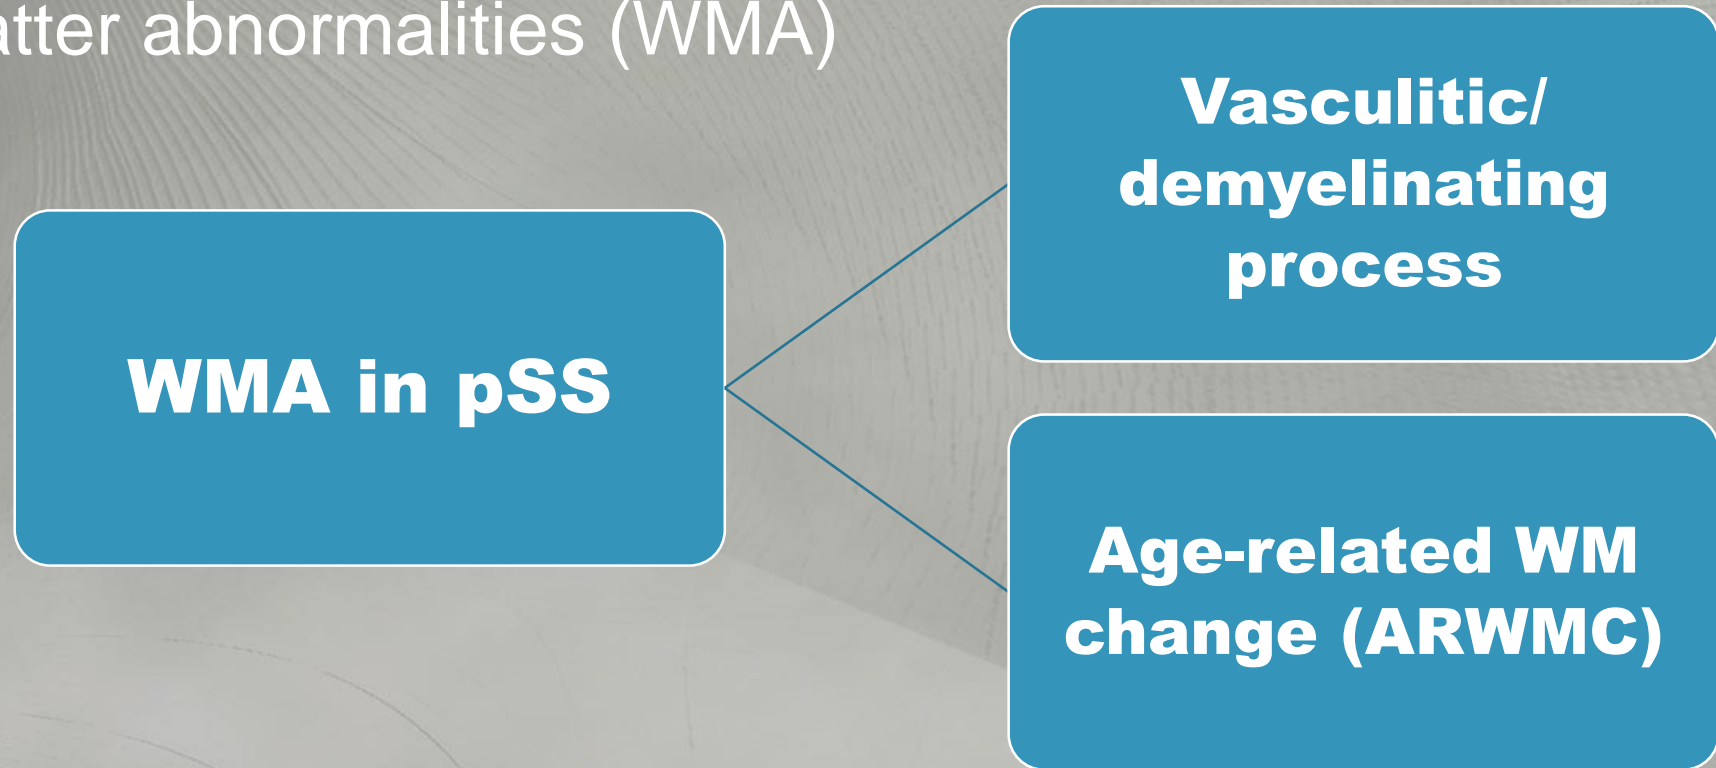 atter abnormalities (WMA)
WMA in pSS
Vasculitic/
demyelinating
process
Age-related WM
change (ARWMC)